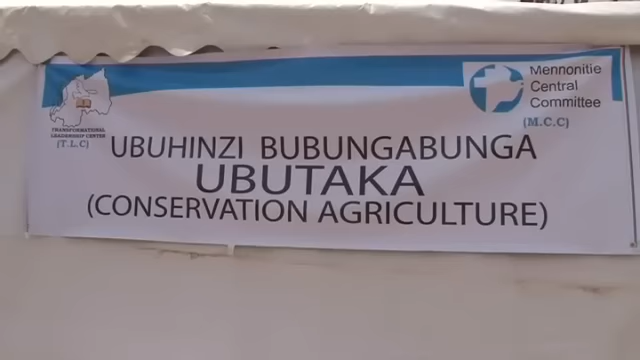 TRANSFORMATIONAL
LEADERSHIP CENTER
(T.L.C)
Mennonitie
Central
Committee
(M.C.C)
UBUHINZI BUBUNGABUNGA
UBUTAKA
(CONSERVATION AGRICULTURE)